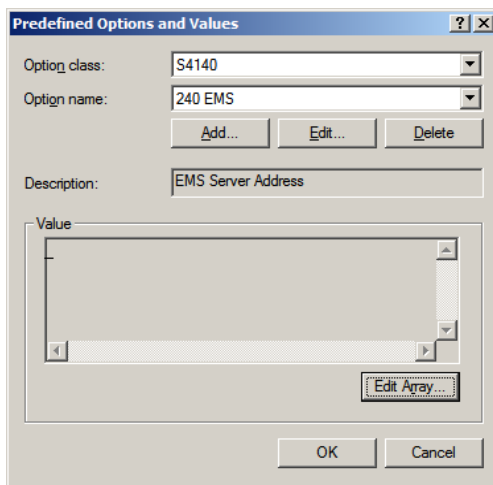 Predefined Options and Values
Option class: S4140
Option name: 240 EMS
Add... Edit... Delete
Description: EMS Server Address
Value
Edit Array...
OK Cancel